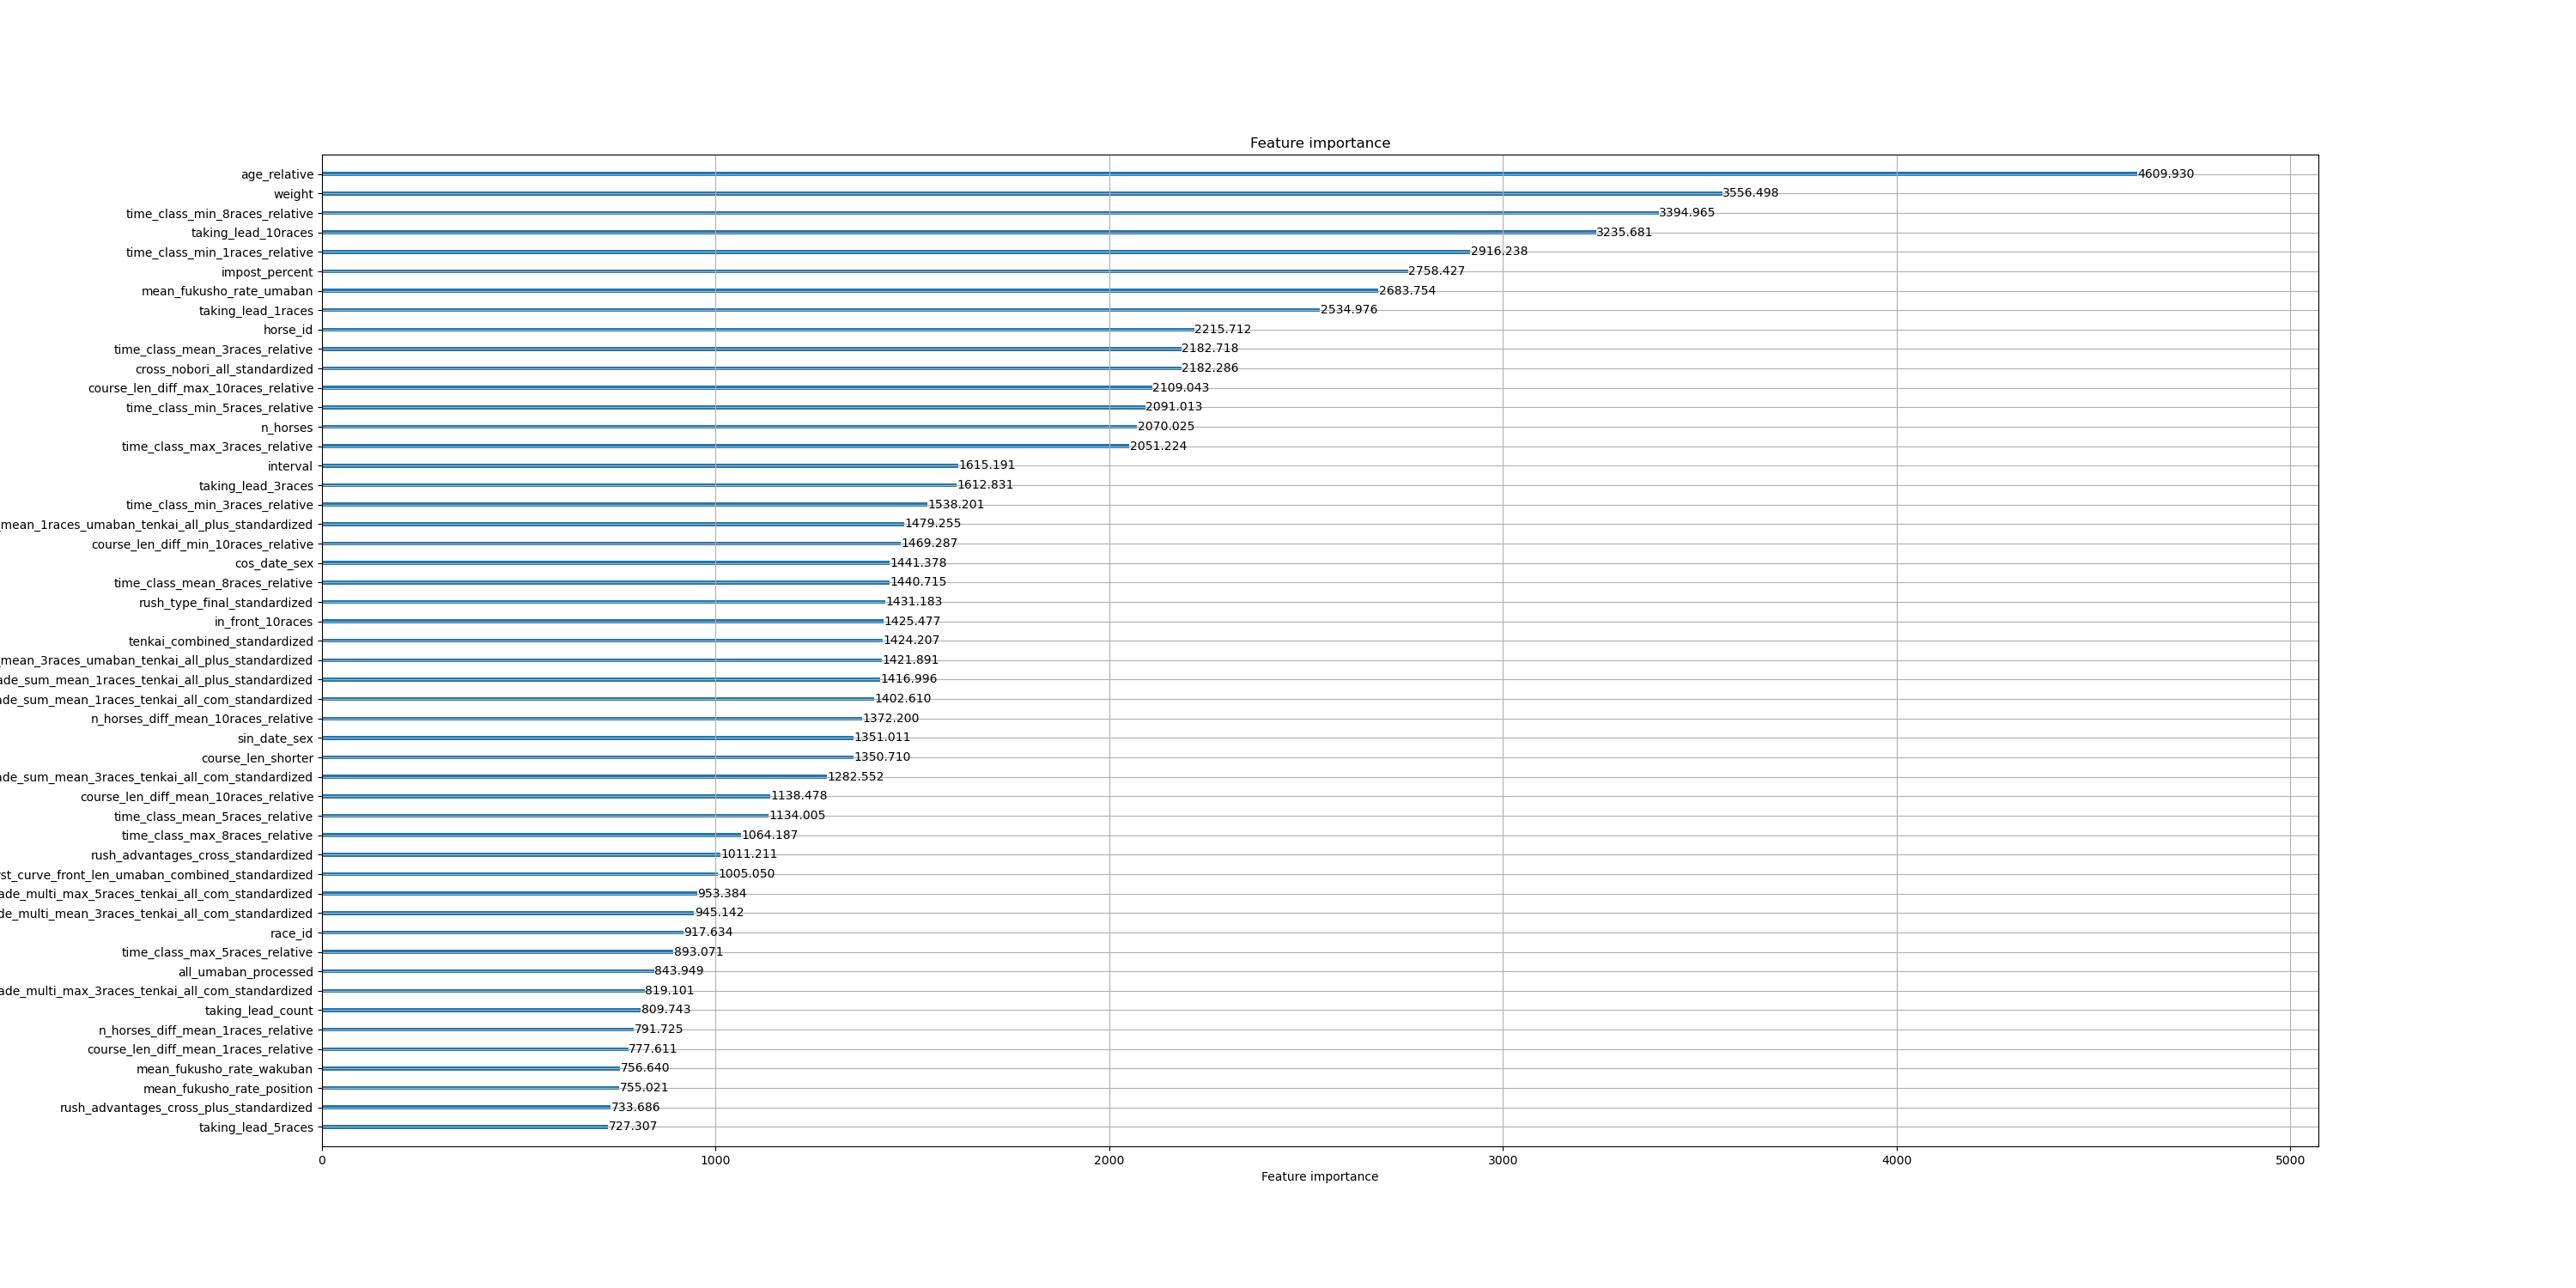 Feature importance
age_relative 4609.930
weight 3556.498
time_class_min_8races_relative 3394.965
taking_lead_10races 3235.681
time_class_min_1races_relative 2916.238
impost_percent 2758.427
mean_fukusho_rate_umaban 2683.754
taking_lead_1races 2534.976
horse_id 2215.712
time_class_mean_3races_relative 2182.718
cross_nobori_all_standardized 2182.286
course_len_diff_max_10races_relative 2109.043
time_class_min_5races_relative 2091.013
n_horses 2070.025
time_class_max_3races_relative 2051.224
interval 1615.191
taking_lead_3races 1612.831
time_class_min_3races_relative 1538.201
_mean_1races_umaban_tenkai_all_plus_standardized 1479.255
course_len_diff_min_10races_relative 1469.287
cos_date_sex 1441.378
time_class_mean_8races_relative 1440.715
rush_type_final_standardized 1431.183
in_front_10races 1425.477
tenkai_combined_standardized 1424.207
_mean_3races_umaban_tenkai_all_plus_standardized 1421.891
ade_sum_mean_1races_tenkai_all_plus_standardized 1416.996
ade_sum_mean_1races_tenkai_all_com_standardized 1402.610
n_horses_diff_mean_10races_relative 1372.200
sin_date_sex 1351.011
course_len_shorter 1350.710
ade_sum_mean_3races_tenkai_all_com_standardized 1282.552
course_len_diff_mean_10races_relative 1138.478
time_class_mean_5races_relative 1134.005
time_class_max_8races_relative 1064.187
rush_advantages_cross_standardized 1011.211
st_curve_front_len_umaban_combined_standardized 1005.050
ade_multi_max_5races_tenkai_all_com_standardized 953.384
de_multi_mean_3races_tenkai_all_com_standardized 945.142
race_id 917.634
time_class_max_5races_relative 893.071
all_umaban_processed 843.949
ade_multi_max_3races_tenkai_all_com_standardized 819.101
taking_lead_count 809.743
n_horses_diff_mean_1races_relative 791.725
course_len_diff_mean_1races_relative 777.611
mean_fukusho_rate_wakuban 756.640
mean_fukusho_rate_position 755.021
rush_advantages_cross_plus_standardized 733.686
taking_lead_5races 727.307
0 1000 2000 3000 4000 5000
Feature importance